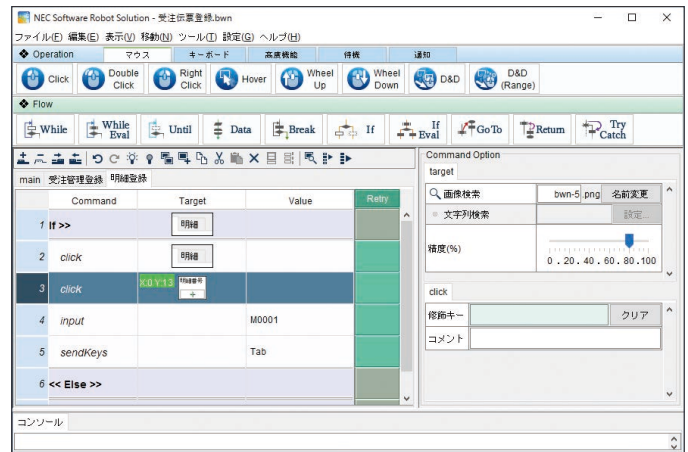 NEC Software Robot Solution - 受注伝票登録.bwn
ファイル(F) 編集(E) 表示(V) 移動(N) ツール(T) 設定(G) ヘルプ(H)
Operation マウス キーボード 高度機能 待機 通知
Click Double Click Right Click Hover Wheel Up Wheel Down D&D D&D (Range)
Flow
While While Eval Until Data Break If If Eval GoTo Return Try Catch
main 受注管理登録 明細登録
Command Target Value Retry
1 If >> 明細
2 click 明細
3 click X:0 Y:13 明細番号 +
4 input M0001
5 sendKeys Tab
6 << Else >>
Command Option
target
画像検索 bwn-5 .png 名前変更
文字列検索 設定...
精度(%)
0 . 20 . 40 . 60 . 80 .100
click
修飾キー クリア
コメント
コンソール